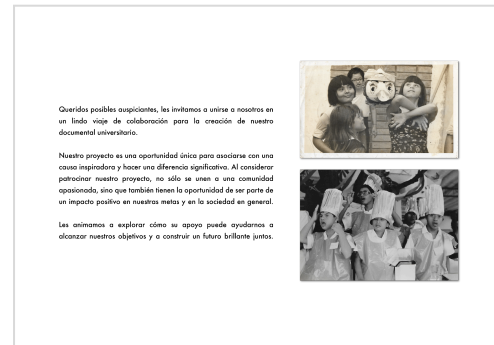 Queridos posibles auspiciantes, les invitamos a unirse a nosotros en
un lindo viaje de colaboración para la creación de nuestro
documental universitario.
Nuestro proyecto es una oportunidad única para asociarse con una
causa inspiradora y hacer una diferencia significativa. Al considerar
patrocinar nuestro proyecto, no sólo se unen a una comunidad
apasionada, sino que también tienen la oportunidad de ser parte de
un impacto positivo en nuestras metas y en la sociedad en general.
Les animamos a explorar cómo su apoyo puede ayudarnos a
alcanzar nuestros objetivos y a construir un futuro brillante juntos.